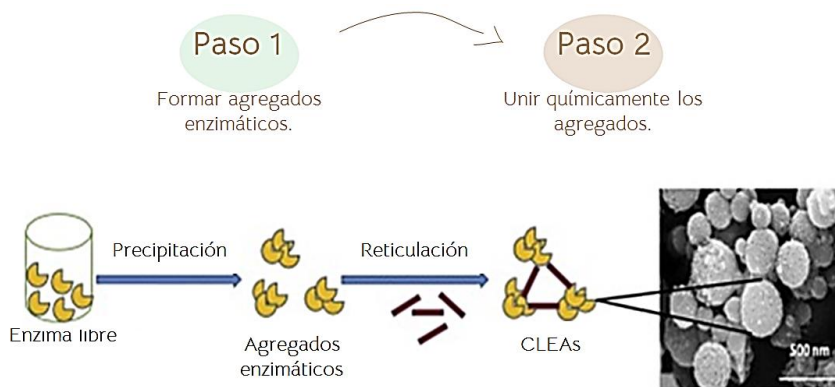 Paso 1
Paso 2
Formar agregados
enzimáticos.
Unir químicamente los
agregados.
Precipitación
Reticulación
Enzima libre
Agregados
enzimáticos
CLEAs
500 nm